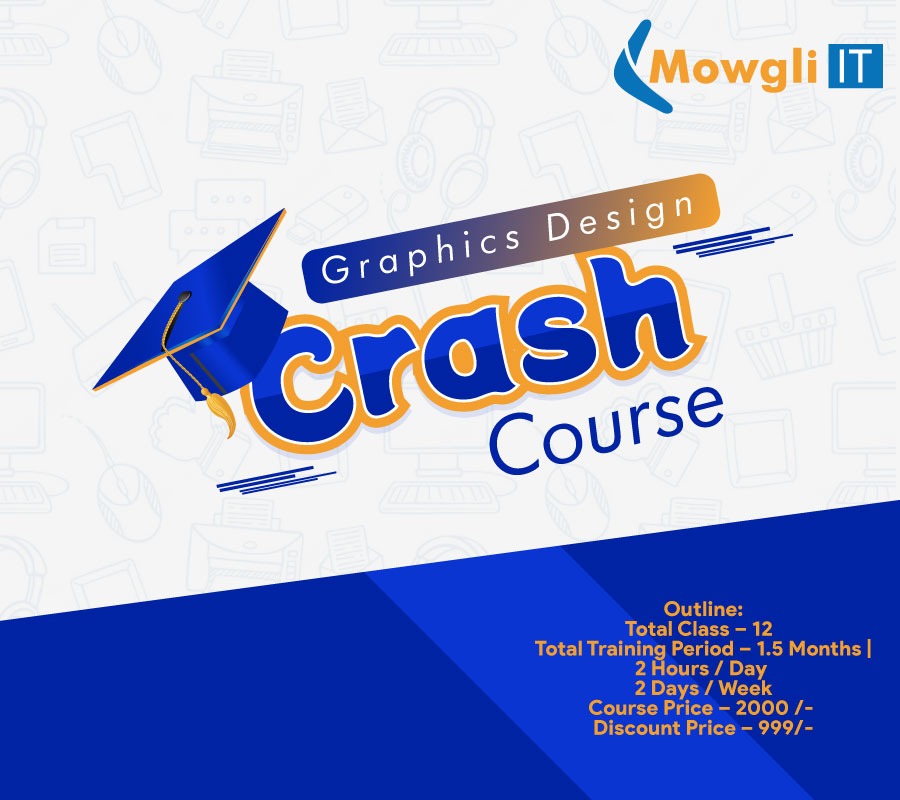 Mowgli IT
Graphics Design
Crash
Course
Outline:
Total Class – 12
Total Training Period – 1.5 Months |
2 Hours / Day
2 Days / Week
Course Price – 2000 /-
Discount Price – 999/-